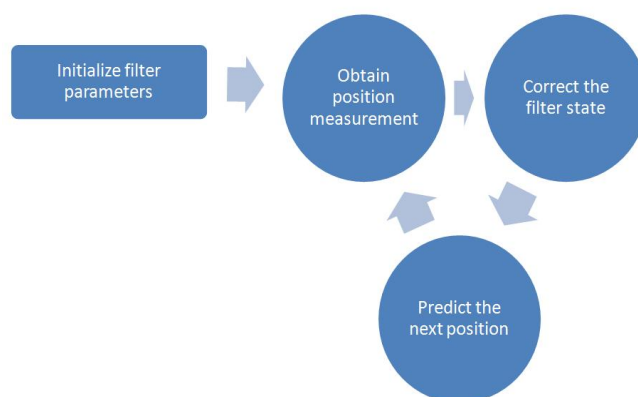 Initialize filter
parameters
Obtain
position
measurement
Correct the
filter state
Predict the
next position